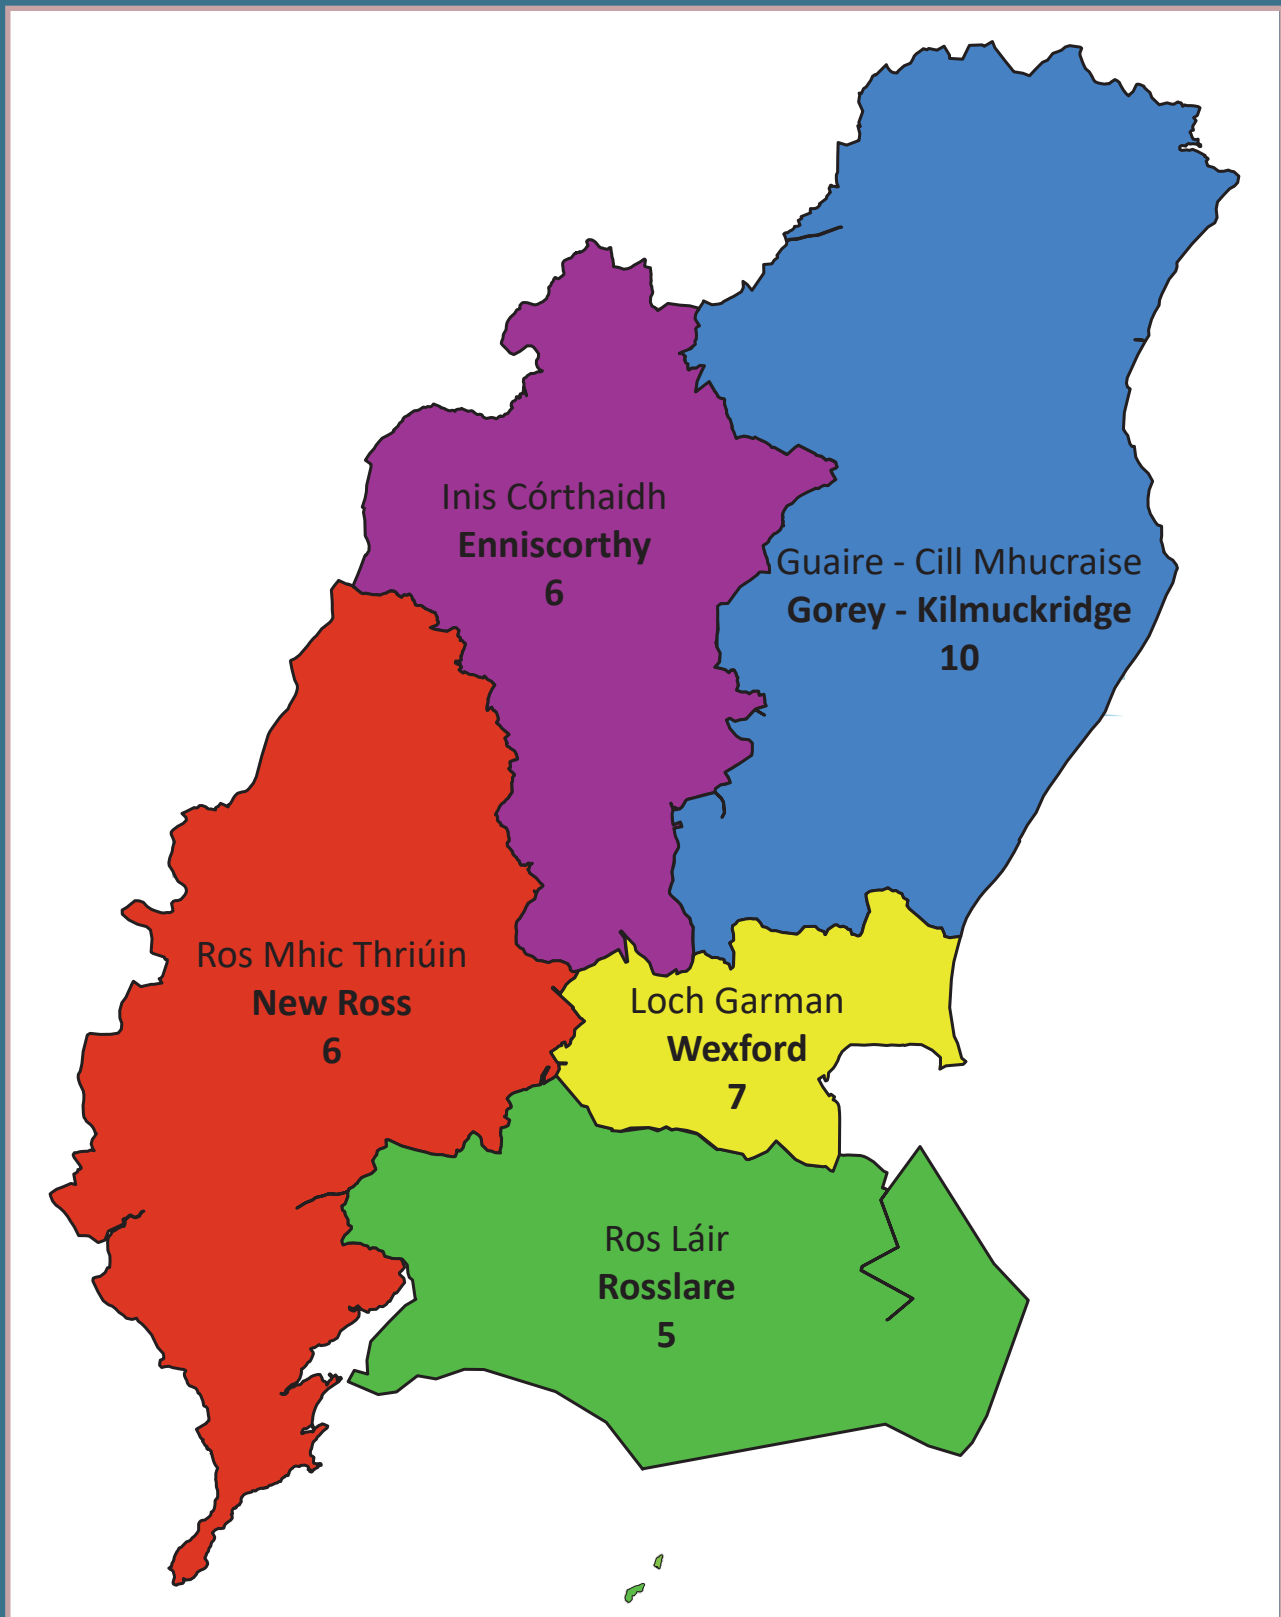 Inis Córthaidh
Enniscorthy
6
Guaire - Cill Mhucraise
Gorey - Kilmuckridge
10
Ros Mhic Thriúin
New Ross
6
Loch Garman
Wexford
7
Ros Láir
Rosslare
5